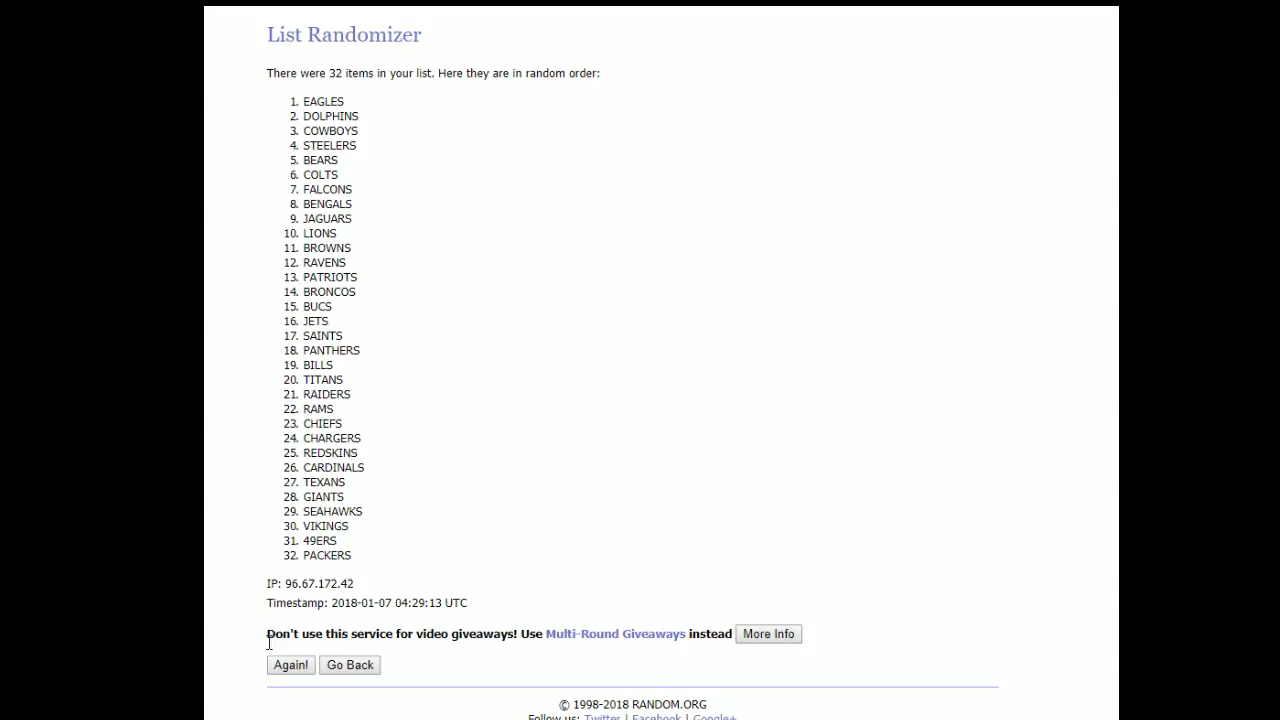 List Randomizer
There were 32 items in your list. Here they are in random order:
1. EAGLES
2. DOLPHINS
3. COWBOYS
4. STEELERS
5. BEARS
6. COLTS
7. FALCONS
8. BENGALS
9. JAGUARS
10. LIONS
11. BROWNS
12. RAVENS
13. PATRIOTS
14. BRONCOS
15. BUCS
16. JETS
17. SAINTS
18. PANTHERS
19. BILLS
20. TITANS
21. RAIDERS
22. RAMS
23. CHIEFS
24. CHARGERS
25. REDSKINS
26. CARDINALS
27. TEXANS
28. GIANTS
29. SEAHAWKS
30. VIKINGS
31. 49ERS
32. PACKERS
IP: 96.67.172.42
Timestamp: 2018-01-07 04:29:13 UTC
Don't use this service for video giveaways! Use Multi-Round Giveaways instead More Info
Again! Go Back
© 1998-2018 RANDOM.ORG
Follow us: Twitter | Facebook | Google+